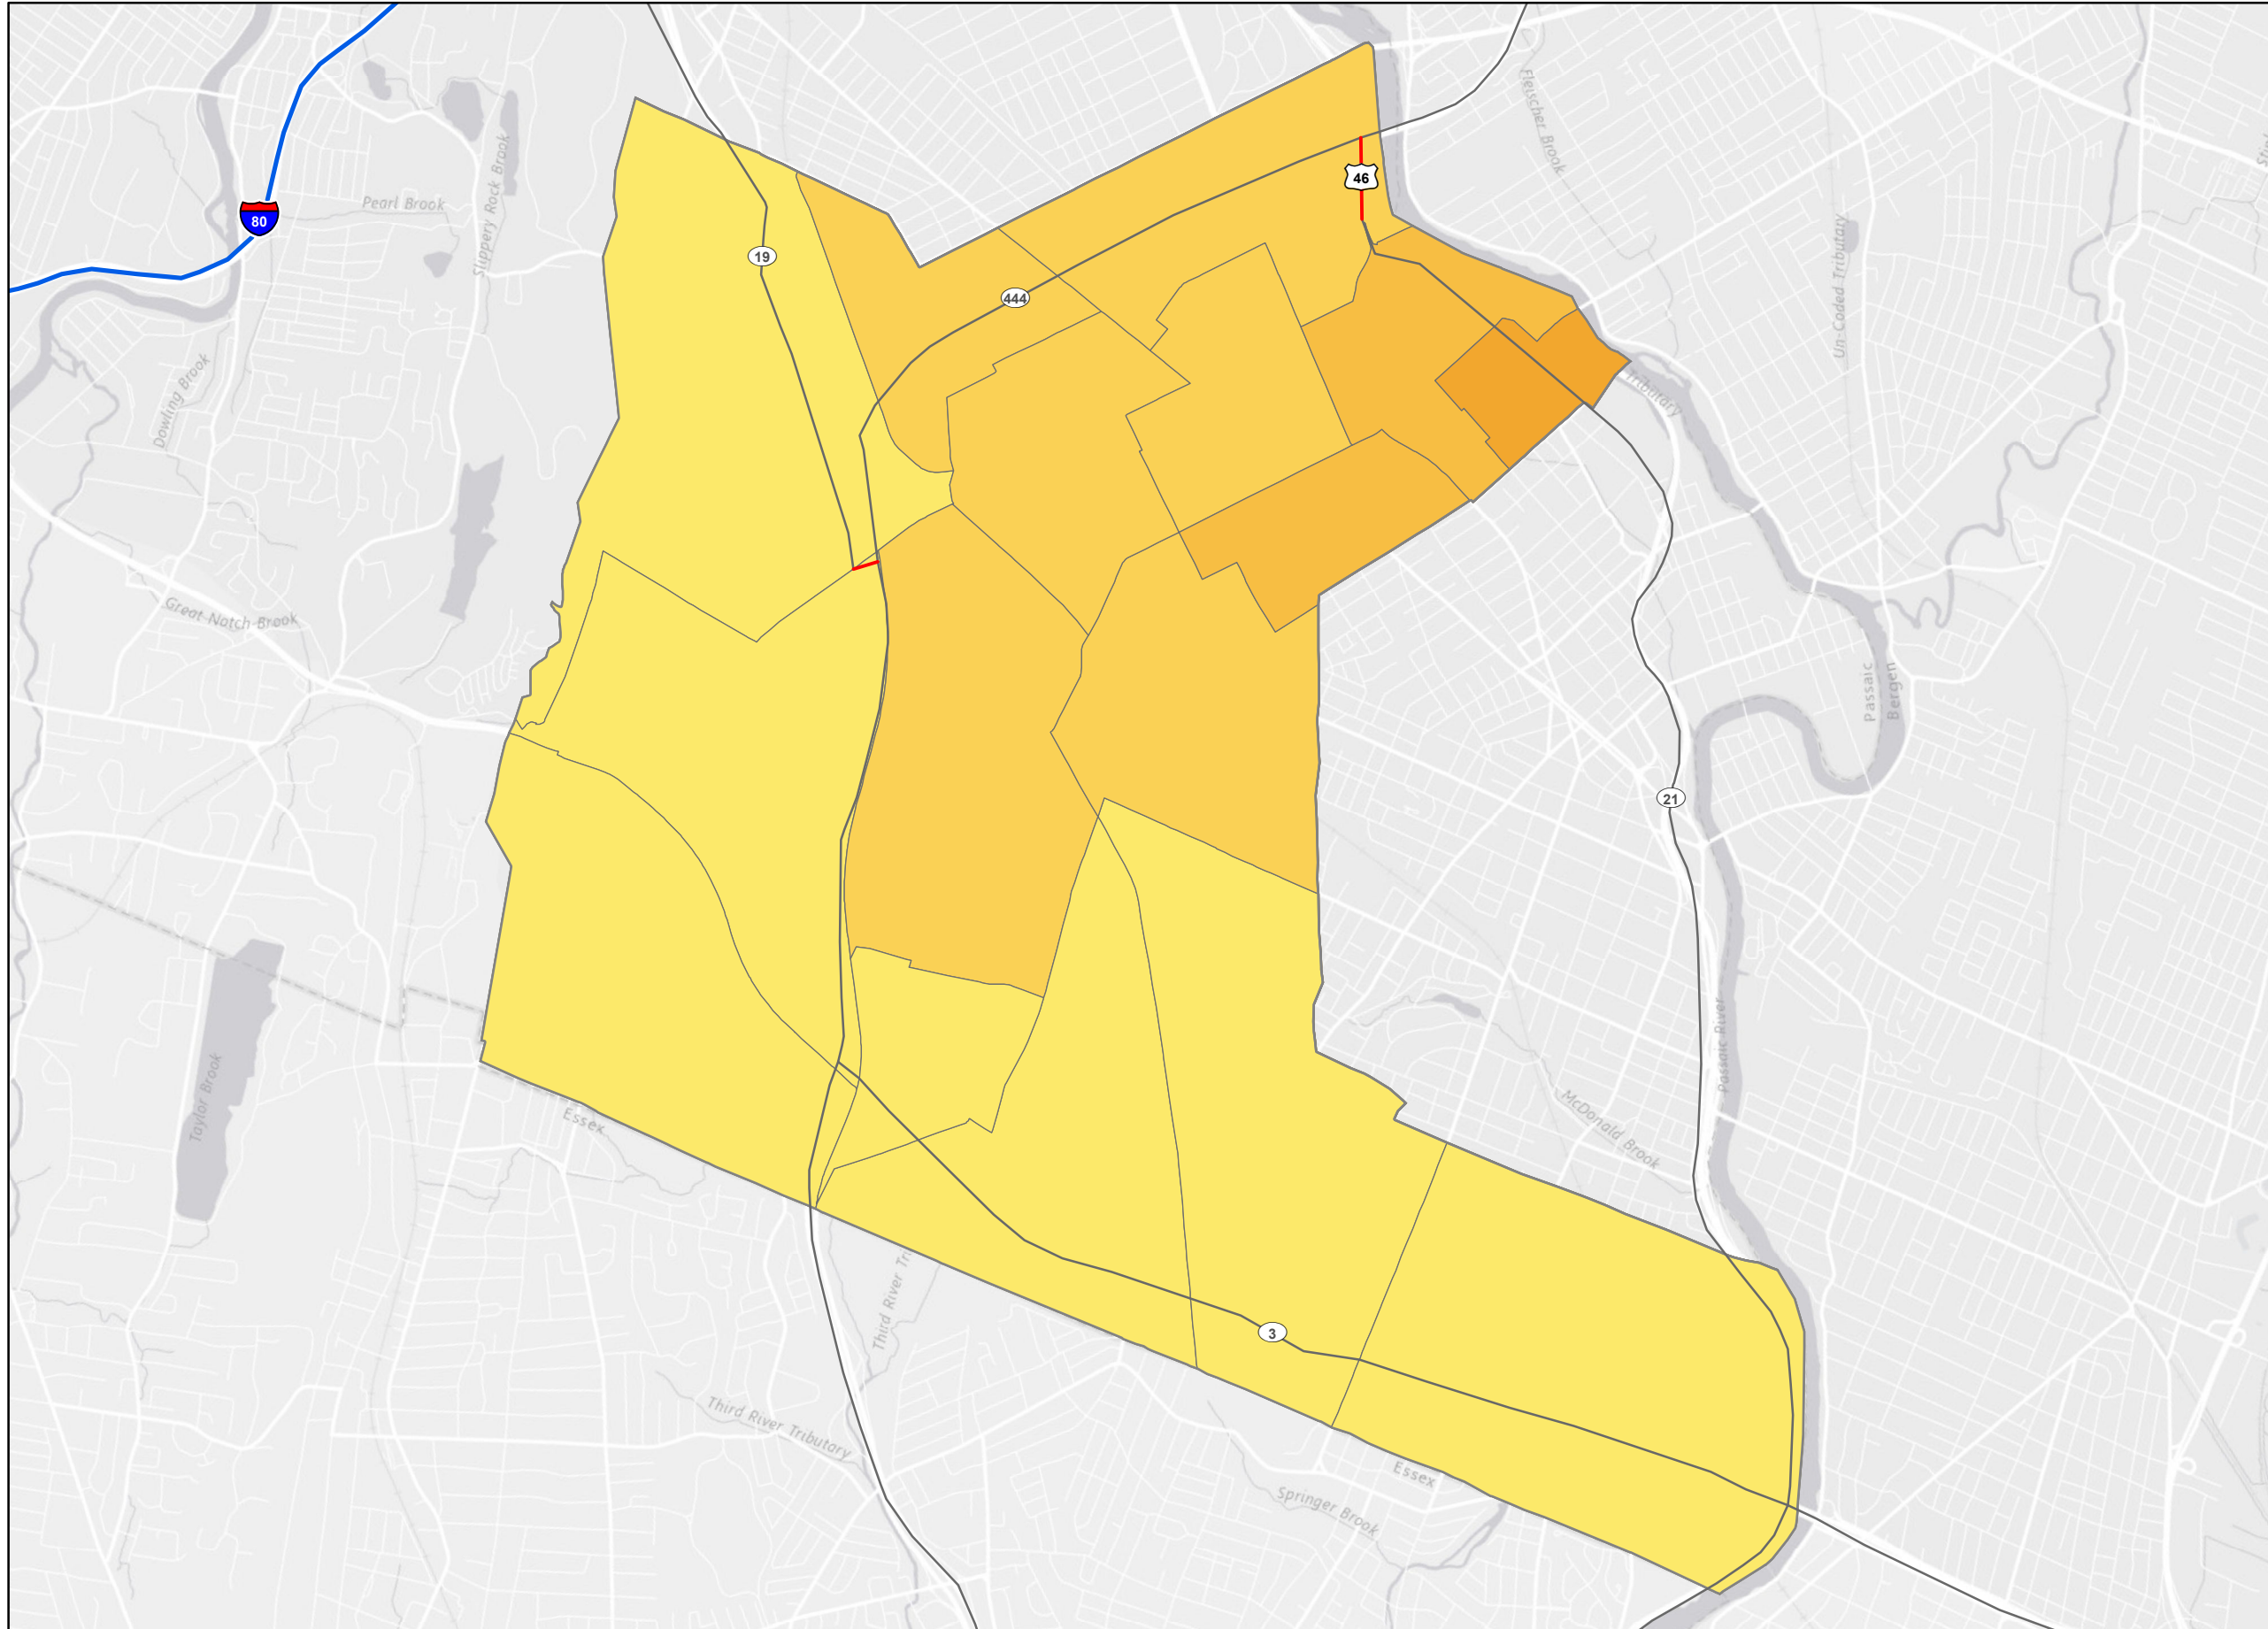 Fleischer Brook
Slippery Rock Brook
Pearl Brook
46
80
Un-Coded Tributary
19
444
Dowling Brook
Tributary
Great Notch Brook
Passaic
Bergen
21
Taylor Brook
Passaic River
McDonald Brook
Essex
Third River Tri
3
Third River Tributary
Essex
Springer Brook